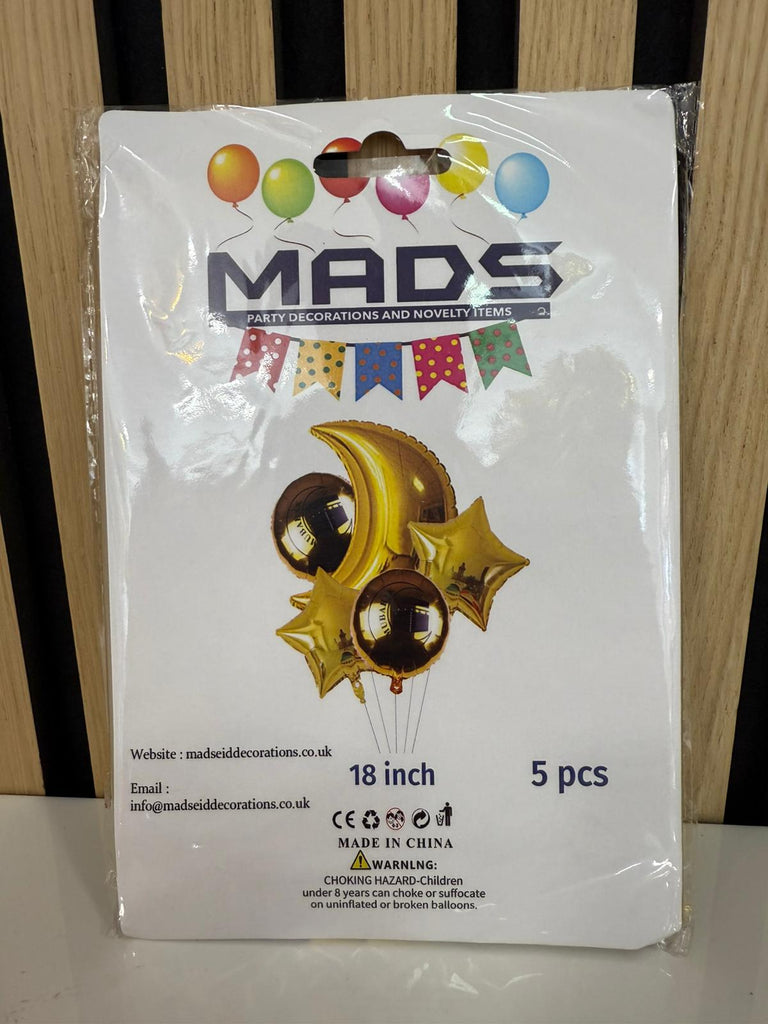 MADS
PARTY DECORATIONS AND NOVELTY ITEMS
Website : madseiddecorations.co.uk
18 inch
5 pcs
Email :
info@madseiddecorations.co.uk
CE
MADE IN CHINA
WARNLNG:
CHOKING HAZARD-Children
under 8 years can choke or suffocate
on uninflated or broken balloons.